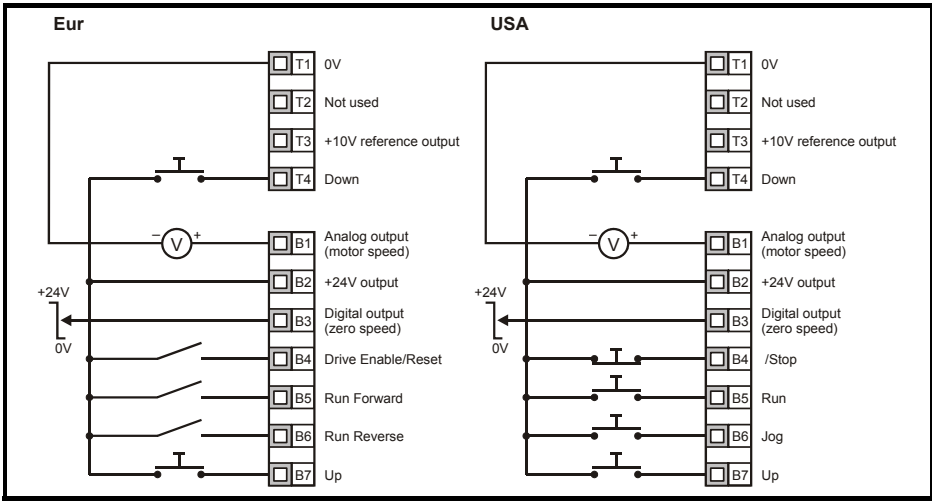 Eur
T1 0V
T2 Not used
T3 +10V reference output
T4 Down
– V +
B1 Analog output
(motor speed)
B2 +24V output
+24V
0V
B3 Digital output
(zero speed)
B4 Drive Enable/Reset
B5 Run Forward
B6 Run Reverse
B7 Up
USA
T1 0V
T2 Not used
T3 +10V reference output
T4 Down
– V +
B1 Analog output
(motor speed)
B2 +24V output
+24V
0V
B3 Digital output
(zero speed)
B4 /Stop
B5 Run
B6 Jog
B7 Up